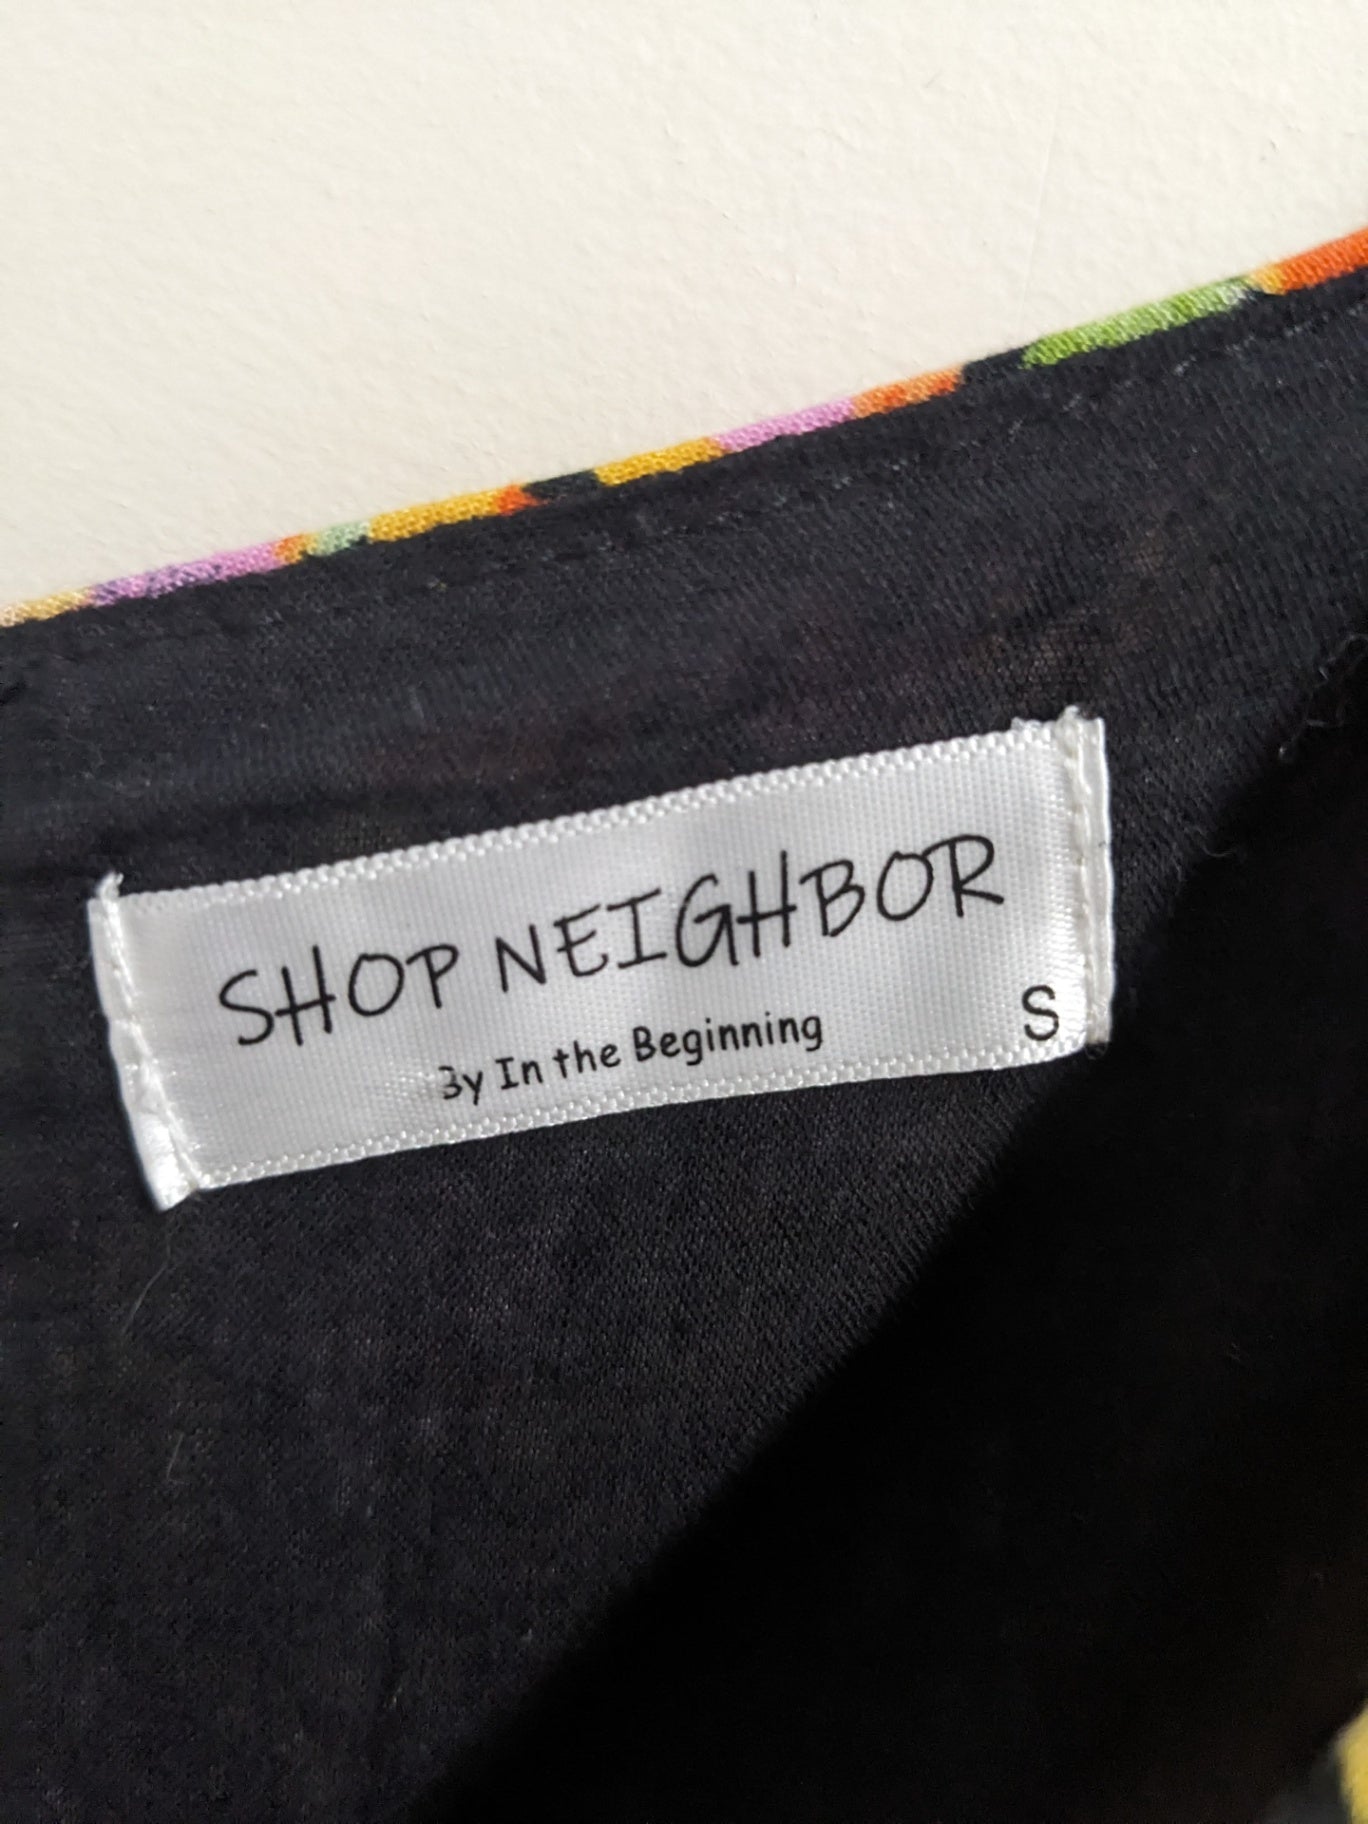 SHOP NEIGHBOR
By In the Beginning
S